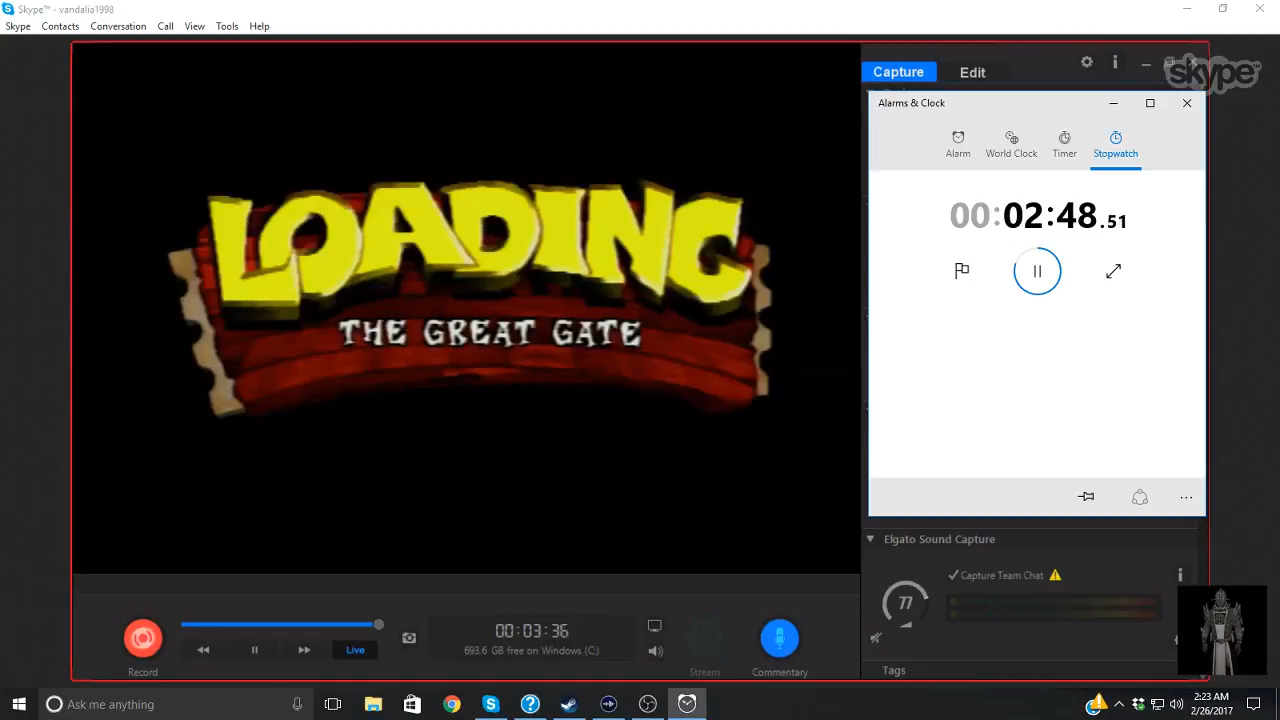 Skype™ - vandalia1998
Skype Contacts Conversation Call View Tools Help
Capture Edit
skype
Alarms & Clock
Alarm World Clock Timer Stopwatch
00:02:48.51
LOADING
THE GREAT GATE
Elgato Sound Capture
Capture Team Chat
77
00:03:36
693.6 GB free on Windows (C:)
Live
Record
Stream
Commentary
Tags
Ask me anything
2:23 AM
2/26/2017